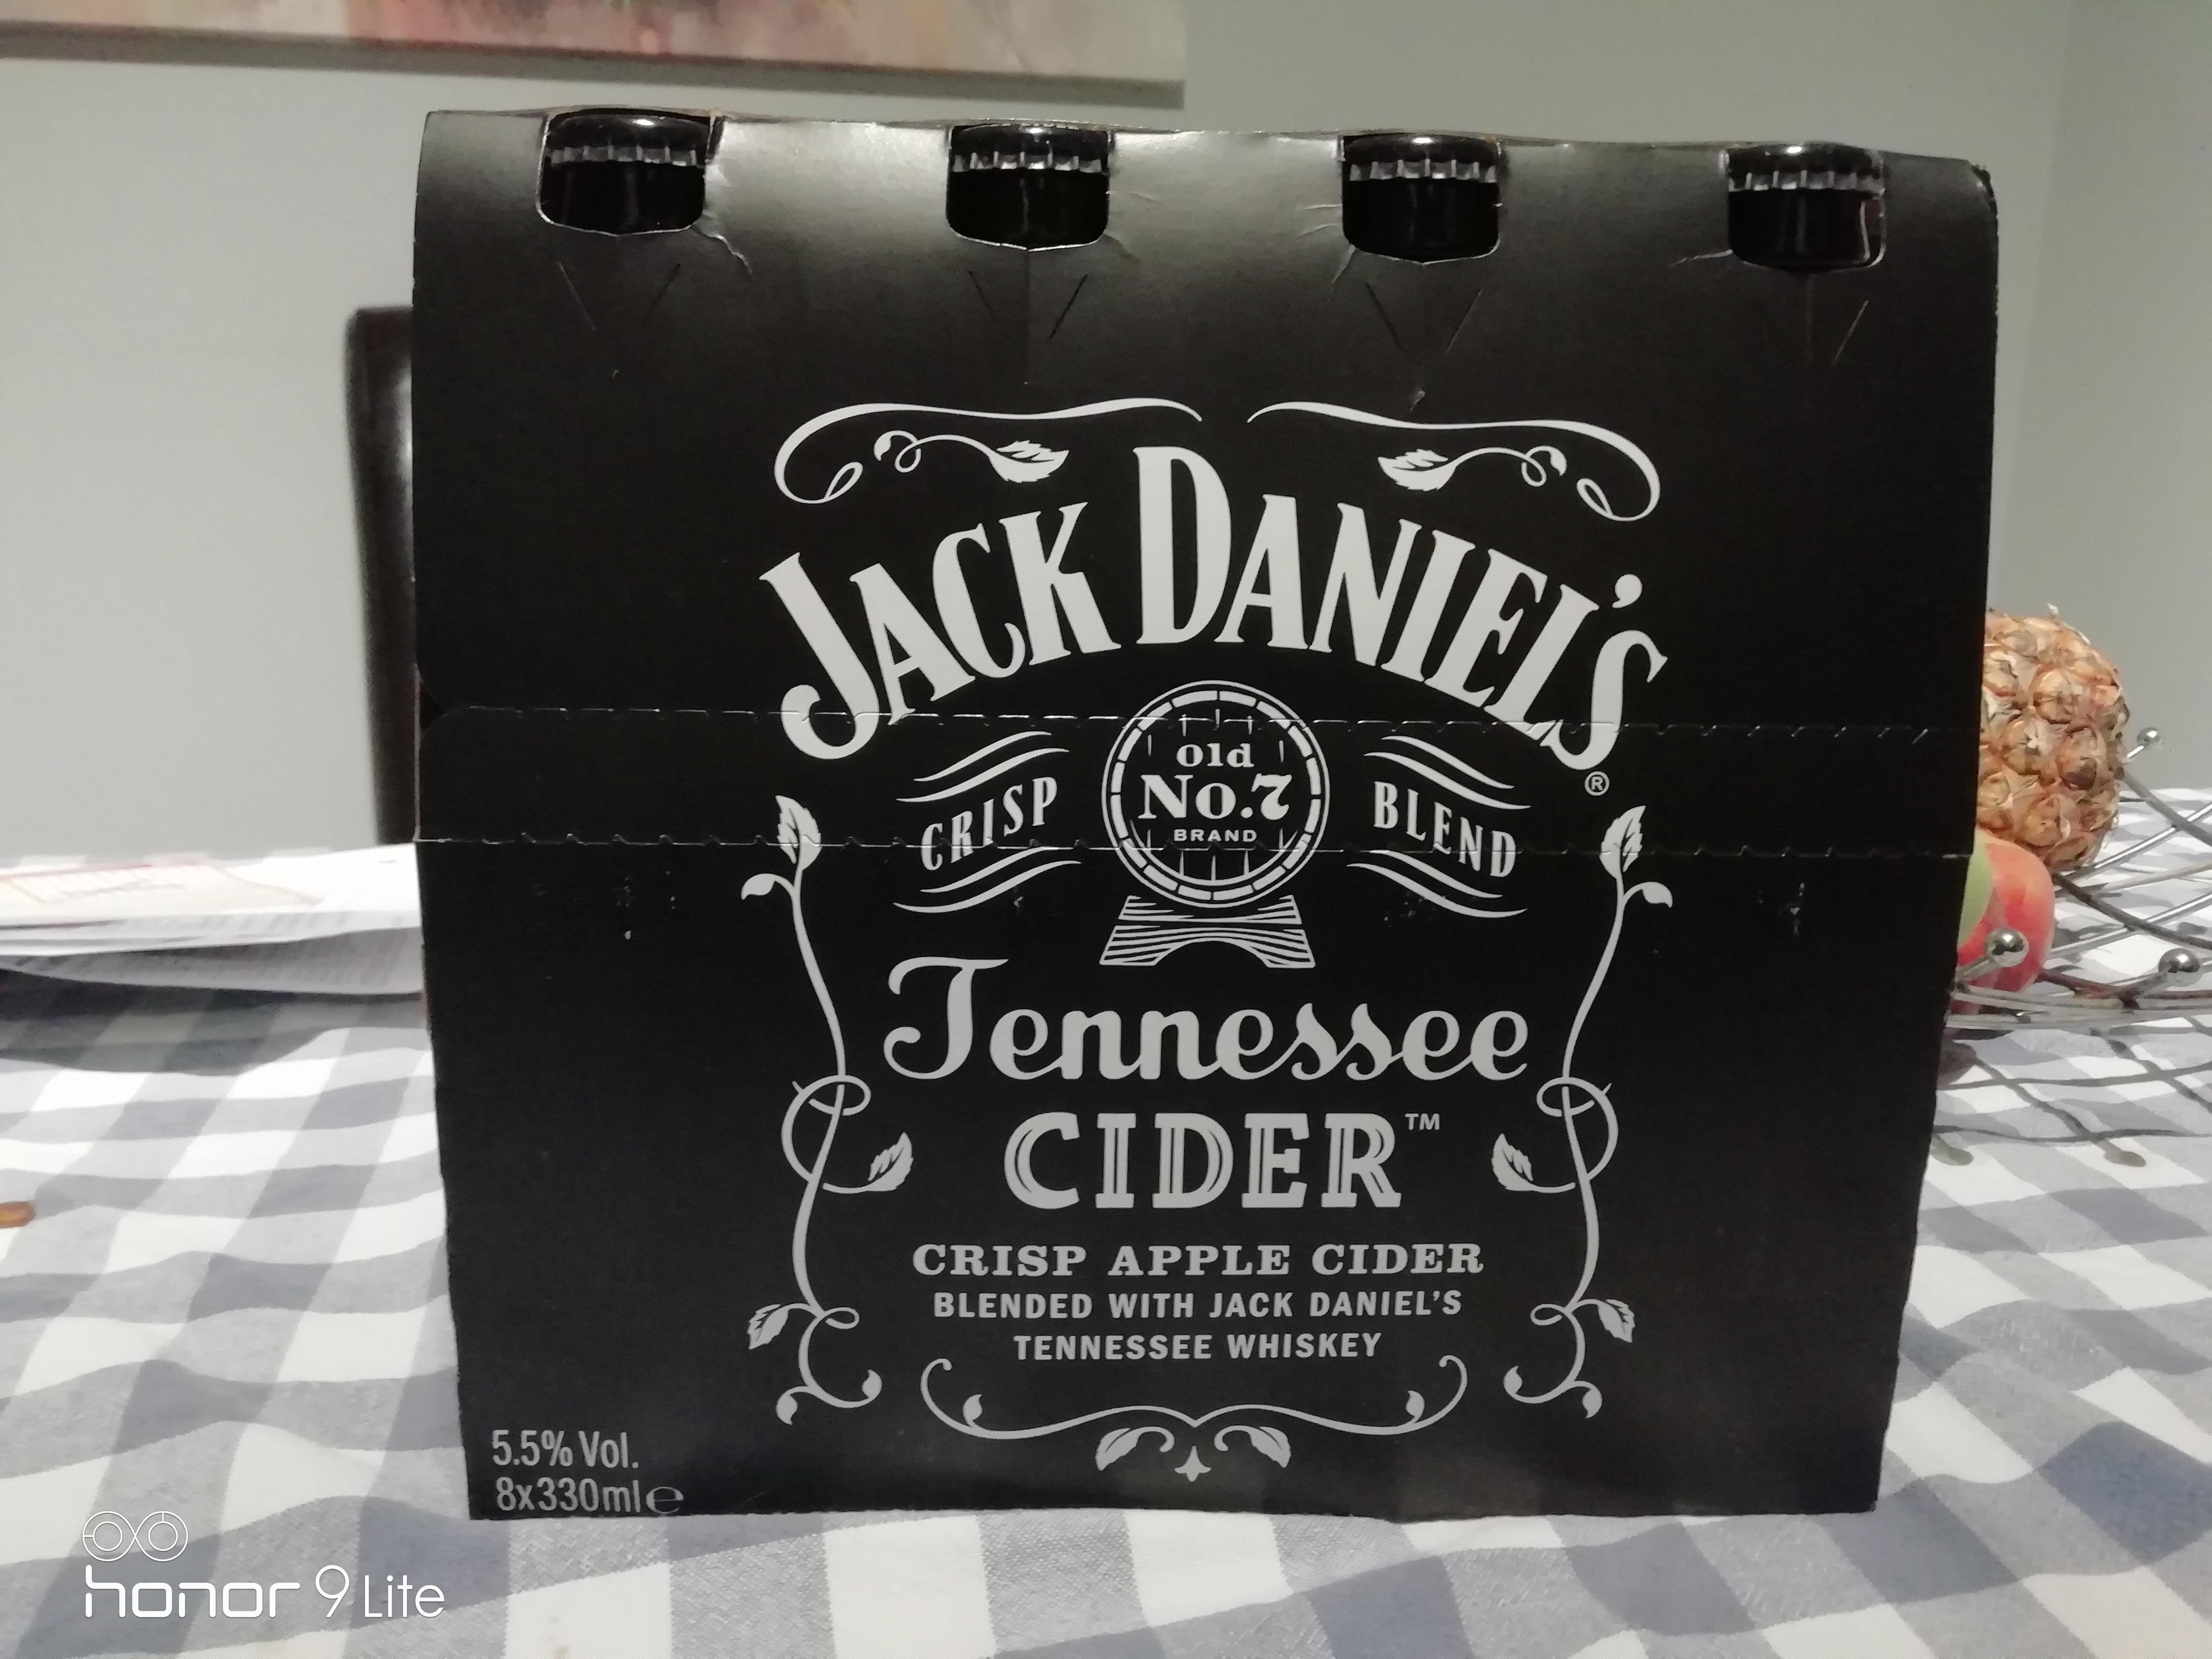 JACK DANIEL'S
®
CRISP
Old
No.7
BRAND
BLEND
Tennessee
CIDER™
CRISP APPLE CIDER
BLENDED WITH JACK DANIEL'S
TENNESSEE WHISKEY
5.5% Vol.
8x330ml℮
honor 9 Lite